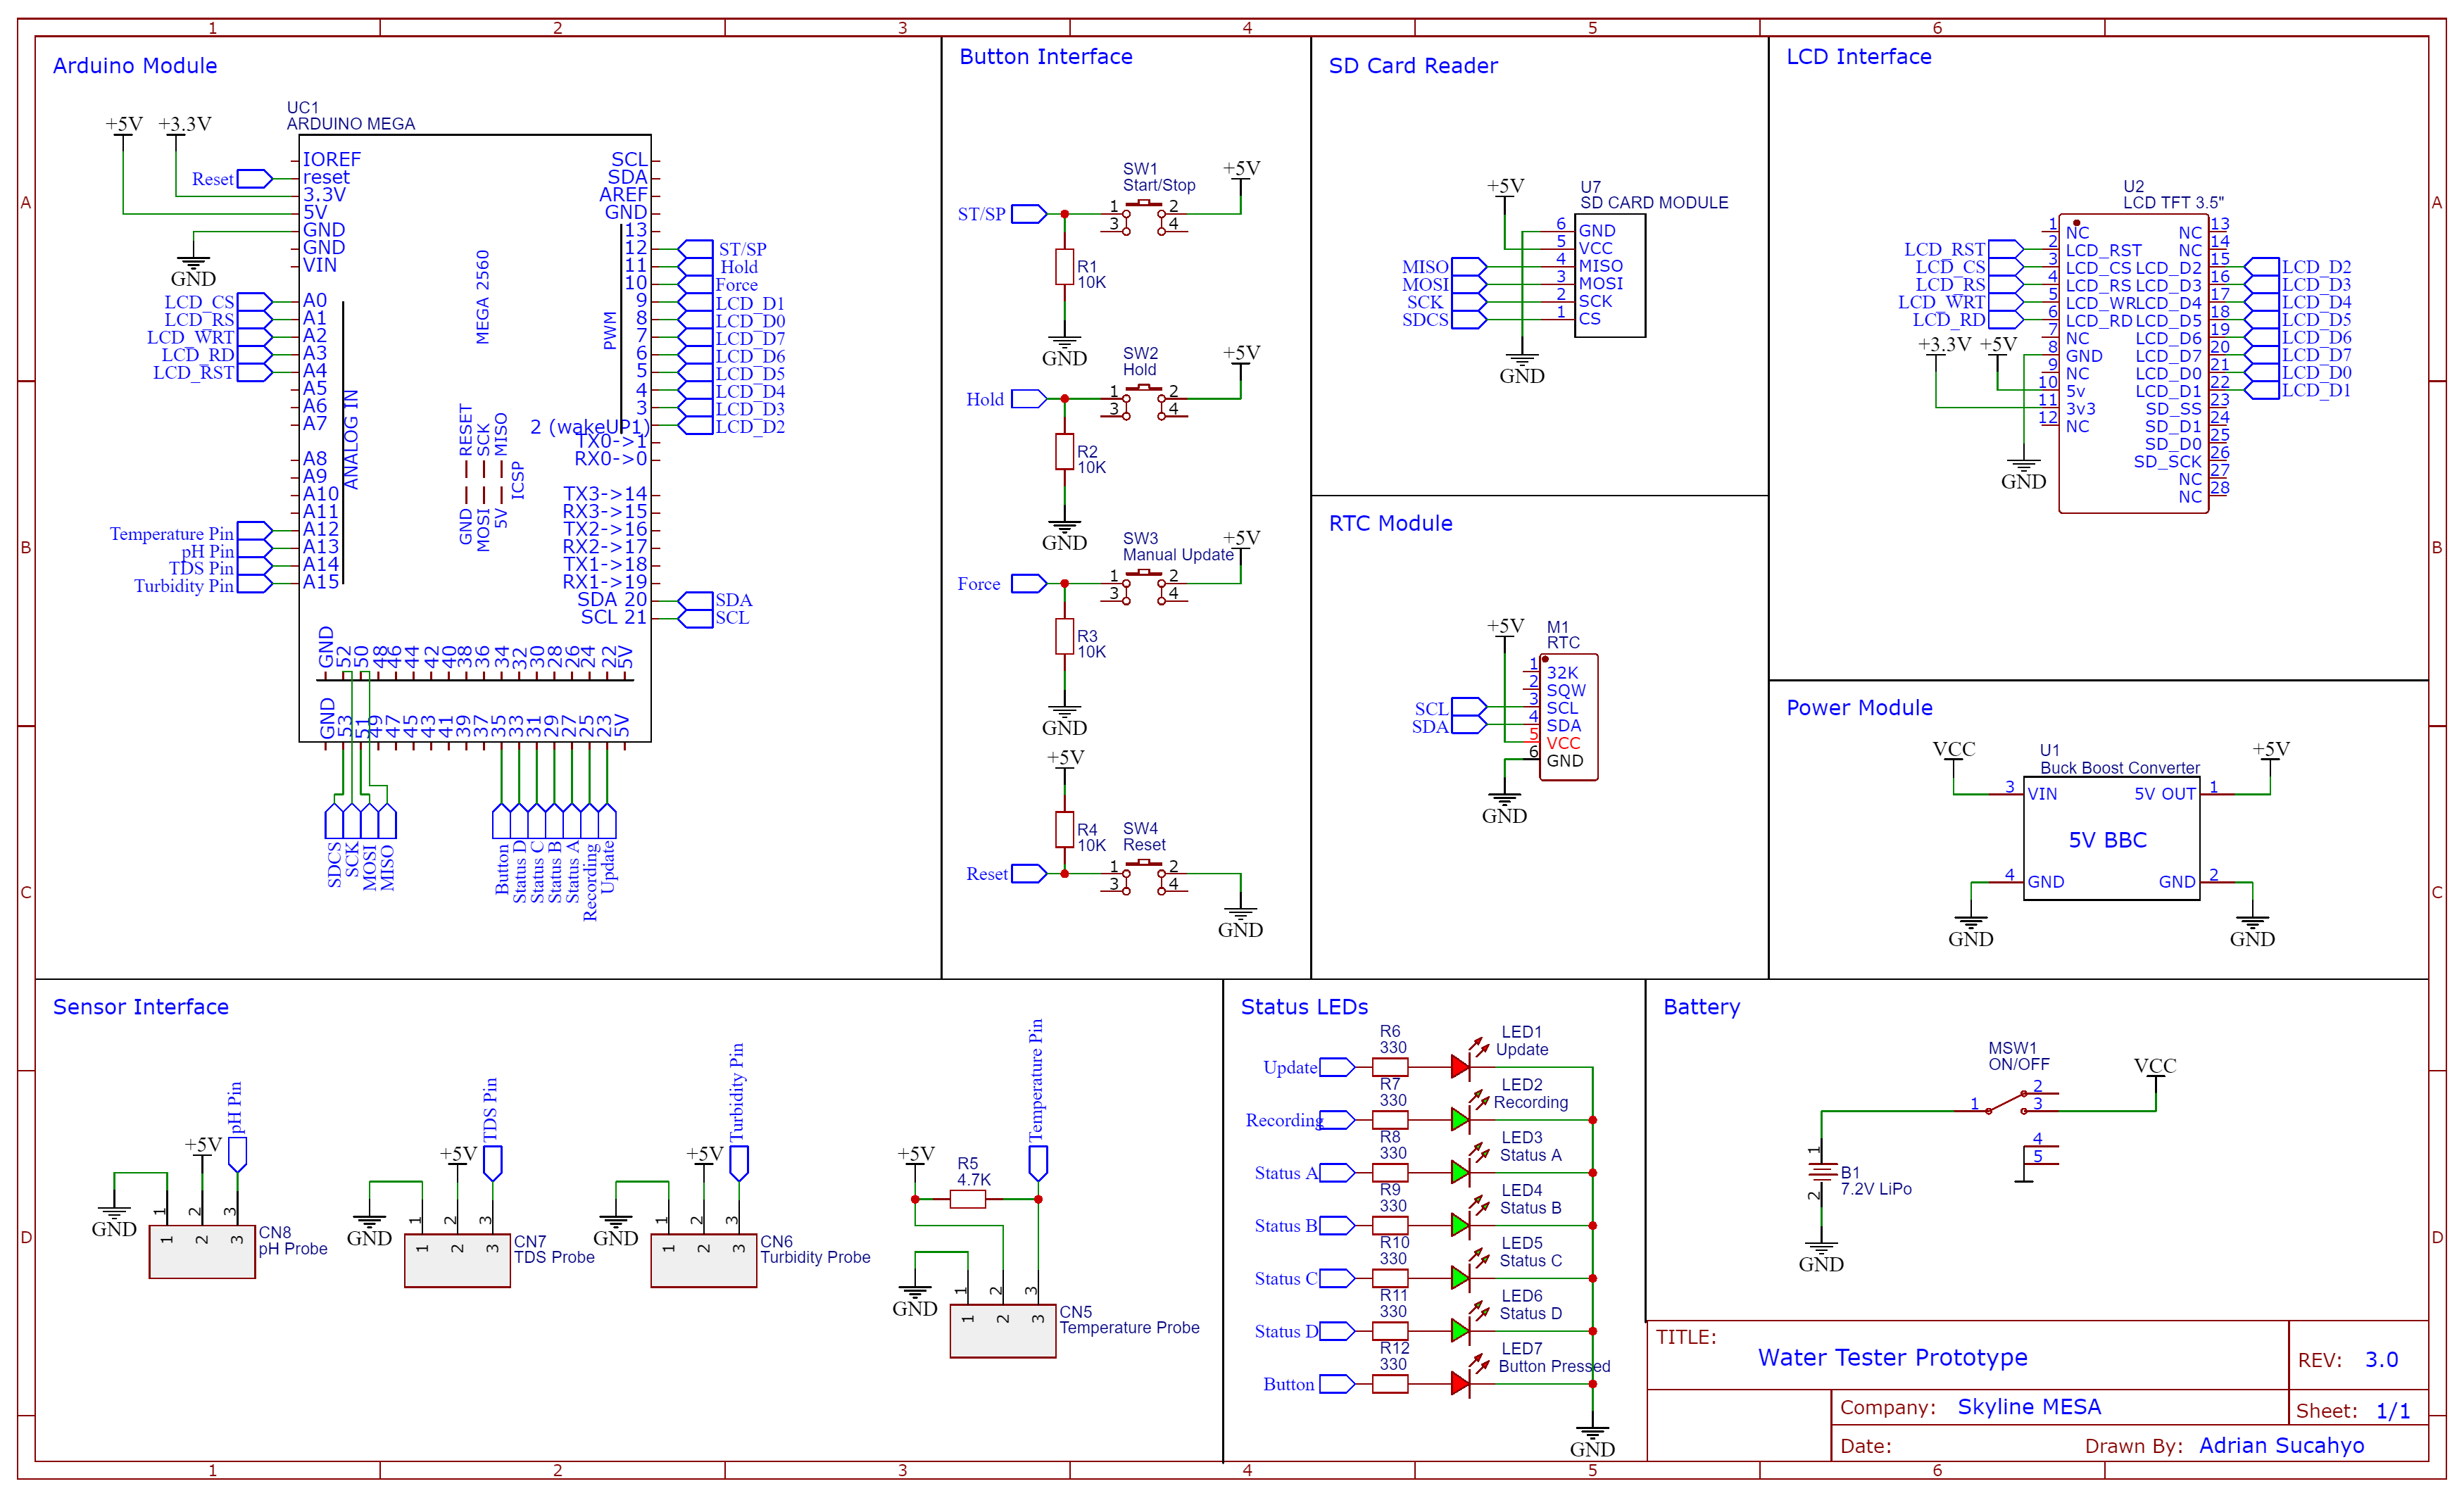 1 2 3 4 5 6
A
B
C
D
Arduino Module
UC1
ARDUINO MEGA
+5V +3.3V
Reset
GND
LCD_CS
LCD_RS
LCD_WRT
LCD_RD
LCD_RST
Temperature Pin
pH Pin
TDS Pin
Turbidity Pin
IOREF
reset
3.3V
5V
GND
GND
VIN
A0
A1
A2
A3
A4
A5
A6
A7
A8
A9
A10
A11
A12
A13
A14
A15
ANALOG IN
MEGA 2560
RESET
SCK
MISO
GND
MOSI
5V
ICSP
PWM
SCL
SDA
AREF
GND
13
12
11
10
9
8
7
6
5
4
3
2 (wakeUP1)
TX0->1
RX0->0
TX3->14
RX3->15
TX2->16
RX2->17
TX1->18
RX1->19
SDA 20
SCL 21
ST/SP
Hold
Force
LCD_D1
LCD_D0
LCD_D7
LCD_D6
LCD_D5
LCD_D4
LCD_D3
LCD_D2
SDA
SCL
GND 52 50 48 46 44 42 40 38 36 34 32 30 28 26 24 22 5V
GND 53 51 49 47 45 43 41 39 37 35 33 31 29 27 25 23 5V
SDCS
SCK
MOSI
MISO
Button
Status D
Status C
Status B
Status A
Recording
Update
Button Interface
SW1
Start/Stop
+5V
ST/SP
1 2
3 4
R1
10K
GND
SW2
Hold
+5V
Hold
1 2
3 4
R2
10K
GND
SW3
Manual Update
+5V
Force
1 2
3 4
R3
10K
GND
+5V
R4
10K
SW4
Reset
Reset
1 2
3 4
GND
SD Card Reader
+5V
U7
SD CARD MODULE
6 GND
5 VCC
MISO 4 MISO
MOSI 3 MOSI
SCK 2 SCK
SDCS 1 CS
GND
RTC Module
+5V
M1
RTC
1 32K
2 SQW
SCL 3 SCL
SDA 4 SDA
5 VCC
6 GND
GND
LCD Interface
U2
LCD TFT 3.5"
LCD_RST
LCD_CS
LCD_RS
LCD_WRT
LCD_RD
+3.3V +5V
GND
1 NC
2 LCD_RST
3 LCD_CS
4 LCD_RS
5 LCD_WR
6 LCD_RD
7 NC
8 GND
9 NC
10 5v
11 3v3
12 NC
NC 13
NC 14
LCD_D2 15 LCD_D2
LCD_D3 16 LCD_D3
LCD_D4 17 LCD_D4
LCD_D5 18 LCD_D5
LCD_D6 19 LCD_D6
LCD_D7 20 LCD_D7
LCD_D0 21 LCD_D0
LCD_D1 22 LCD_D1
SD_SS 23
SD_D1 24
SD_D0 25
SD_SCK 26
NC 27
NC 28
Power Module
VCC
U1
Buck Boost Converter
+5V
3 VIN 5V OUT 1
5V BBC
4 GND GND 2
GND GND
Sensor Interface
pH Pin
+5V
GND
1 2 3
1 2 3
CN8
pH Probe
TDS Pin
+5V
GND
1 2 3
1 2 3
CN7
TDS Probe
Turbidity Pin
+5V
GND
1 2 3
1 2 3
CN6
Turbidity Probe
Temperature Pin
+5V
R5
4.7K
GND
1 2 3
1 2 3
CN5
Temperature Probe
Status LEDs
R6
330
LED1
Update
Update
R7
330
LED2
Recording
Recording
R8
330
LED3
Status A
Status A
R9
330
LED4
Status B
Status B
R10
330
LED5
Status C
Status C
R11
330
LED6
Status D
Status D
R12
330
LED7
Button Pressed
Button
GND
Battery
MSW1
ON/OFF
VCC
1
2
3
4
5
1
B1
7.2V LiPo
2
GND
TITLE:
Water Tester Prototype
REV: 3.0
Company: Skyline MESA
Sheet: 1/1
Date:
Drawn By: Adrian Sucahyo
A
B
C
D
1 2 3 4 5 6